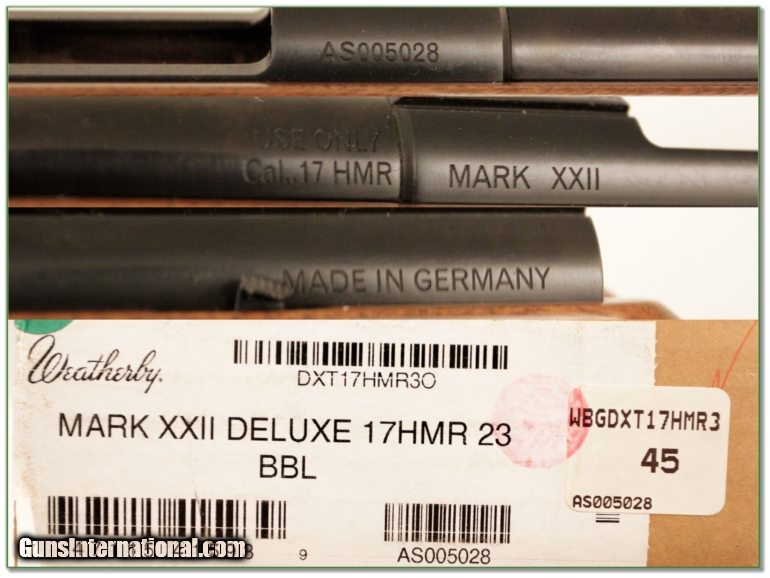 AS005028
USE ONLY
Cal. 17 HMR
MARK XXII
MADE IN GERMANY
Weatherby.
DXT17HMR3O
MARK XXII DELUXE 17HMR 23
BBL
WBGDXT17HMR3
45
AS005028
9
AS005028
GunsInternational.com